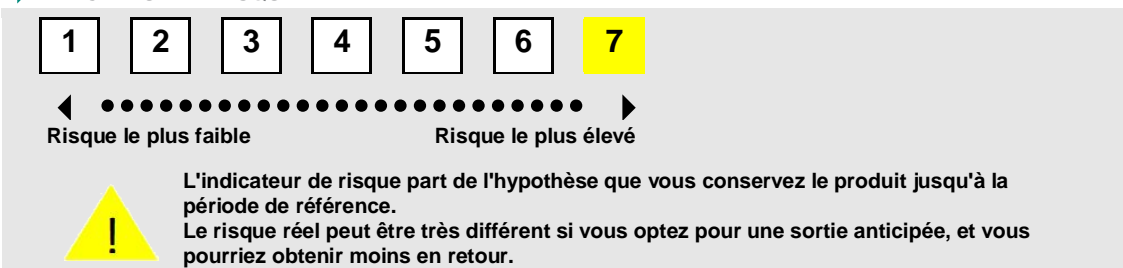 1 2 3 4 5 6 7
Risque le plus faible Risque le plus élevé
L'indicateur de risque part de l'hypothèse que vous conservez le produit jusqu'à la
période de référence.
! Le risque réel peut être très différent si vous optez pour une sortie anticipée, et vous
pourriez obtenir moins en retour.